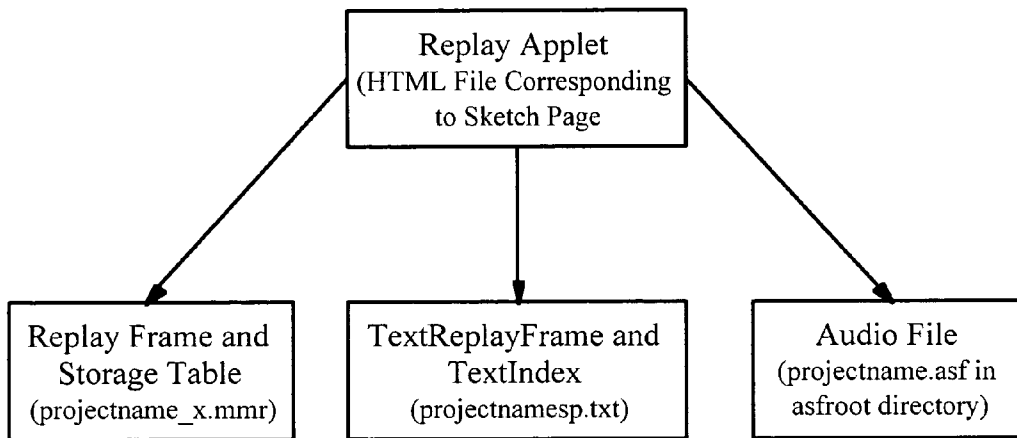 Replay Applet
(HTML File Corresponding
to Sketch Page
Replay Frame and
Storage Table
(projectname_x.mmr)
TextReplayFrame and
TextIndex
(projectnamesp.txt)
Audio File
(projectname.asf in
asfroot directory)